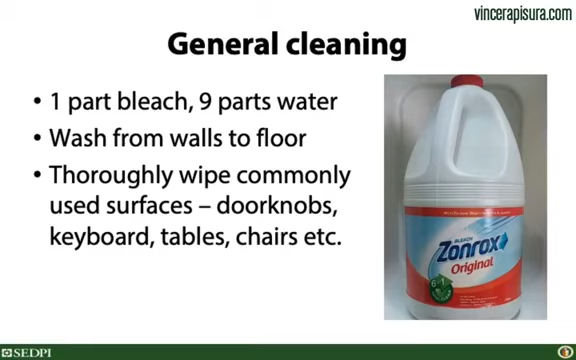 vincerapisura.com
General cleaning
• 1 part bleach, 9 parts water
• Wash from walls to floor
• Thoroughly wipe commonly
used surfaces – doorknobs,
keyboard, tables, chairs etc.
BLEACH
Zonrox
Original
SEDPI